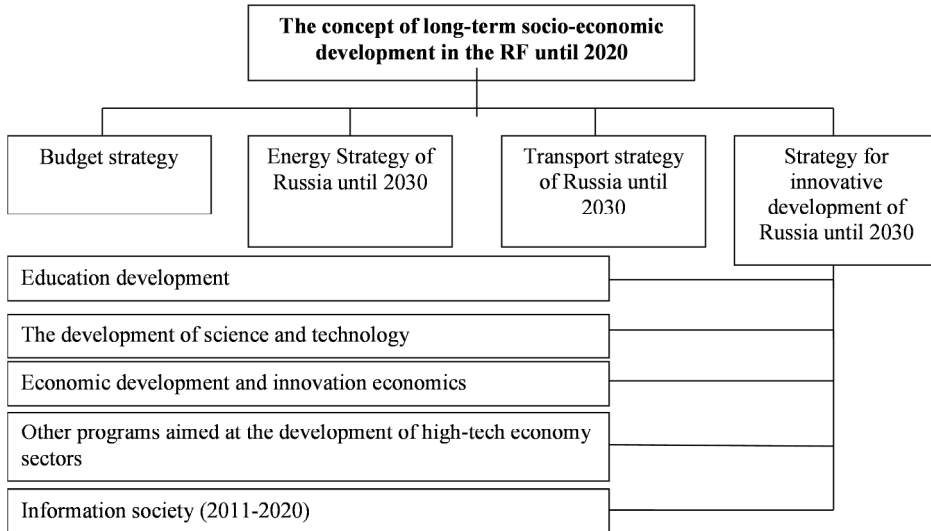 The concept of long-term socio-economic
development in the RF until 2020
Budget strategy
Energy Strategy of
Russia until 2030
Transport strategy
of Russia until
2030
Strategy for
innovative
development of
Russia until 2030
Education development
The development of science and technology
Economic development and innovation economics
Other programs aimed at the development of high-tech economy
sectors
Information society (2011-2020)